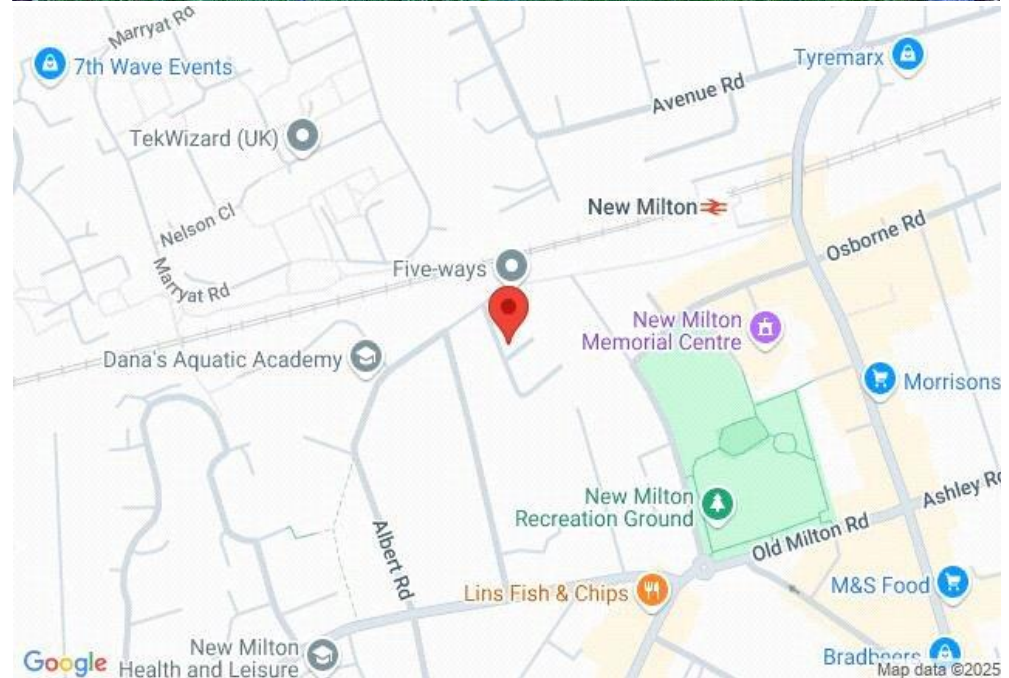 Marryat Rd
7th Wave Events
Tyremarx
Avenue Rd
TekWizard (UK)
New Milton
Nelson Cl
Osborne Rd
Five-ways
Marryat Rd
New Milton
Memorial Centre
Dana's Aquatic Academy
Morrisons
Ashley Rd
New Milton
Recreation Ground
Old Milton Rd
Albert Rd
Lins Fish & Chips
M&S Food
New Milton
Health and Leisure
Bradbeers
Google
Map data ©2025